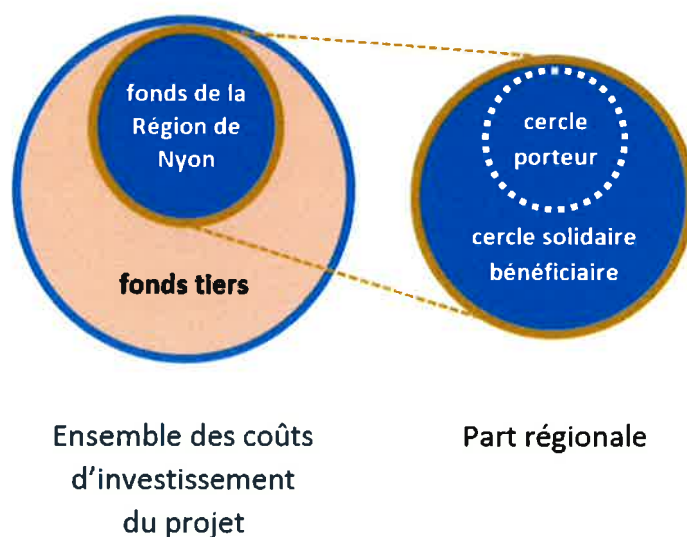 fonds de la
Région de
Nyon
fonds tiers
cercle
porteur
cercle solidaire
bénéficiaire
Ensemble des coûts
d'investissement
du projet
Part régionale